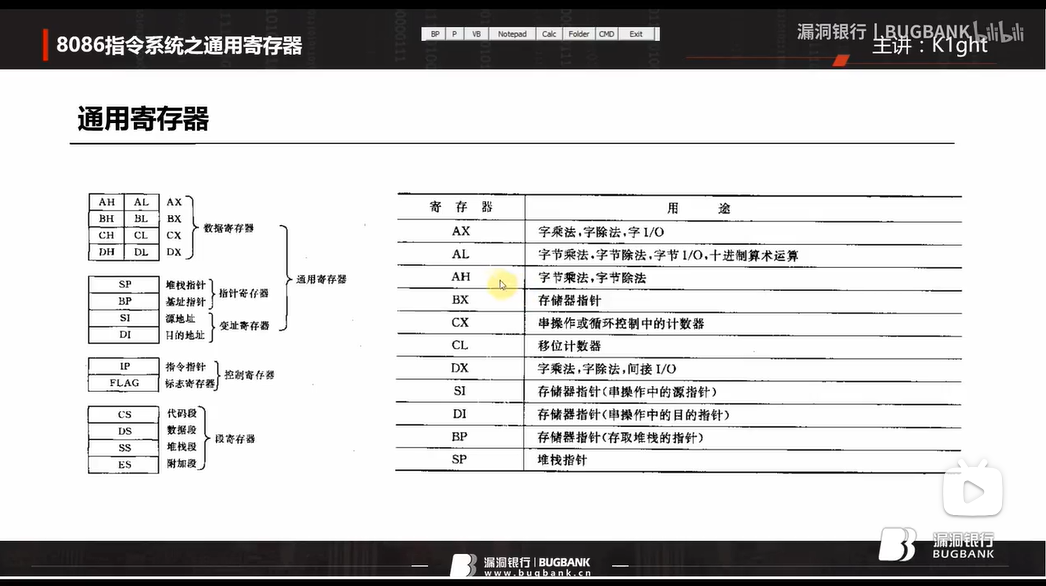 8086指令系统之通用寄存器
BP P VB Notepad Calc Folder CMD Exit
漏洞银行 | BUGBANK bilibili
主讲：K1ght
通用寄存器
AH AL AX
BH BL BX
CH CL CX
DH DL DX
数据寄存器
SP 堆栈指针
BP 基址指针
指针寄存器
SI 源地址
DI 目的地址
变址寄存器
通用寄存器
IP 指令指针
FLAG 标志寄存器
控制寄存器
CS 代码段
DS 数据段
SS 堆栈段
ES 附加段
段寄存器
寄 存 器 用 途
AX 字乘法,字除法,字 I/O
AL 字节乘法,字节除法,字节 I/O,十进制算术运算
AH 字节乘法,字节除法
BX 存储器指针
CX 串操作或循环控制中的计数器
CL 移位计数器
DX 字乘法,字除法,间接 I/O
SI 存储器指针(串操作中的源指针)
DI 存储器指针(串操作中的目的指针)
BP 存储器指针(存取堆栈的指针)
SP 堆栈指针
漏洞银行 | BUGBANK
www.bugbank.cn
漏洞银行
BUGBANK